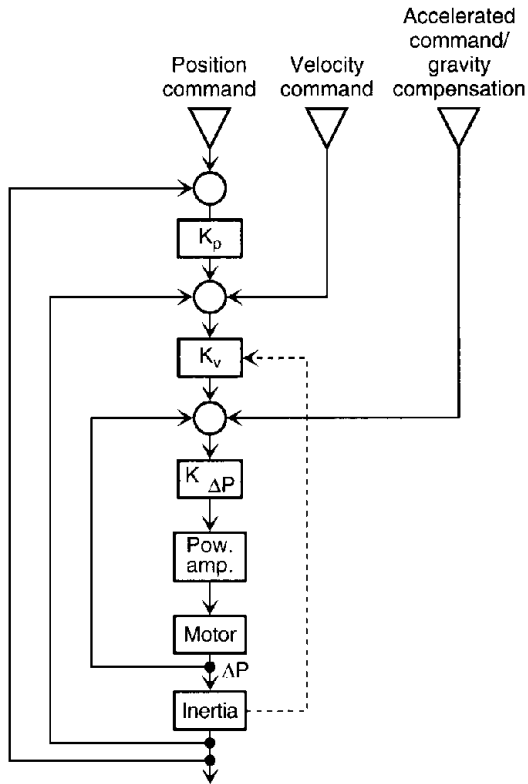 Accelerated
command/
gravity
compensation
Position
command
Velocity
command
Kp
Kv
K ΔP
Pow.
amp.
Motor
ΔP
Inertia